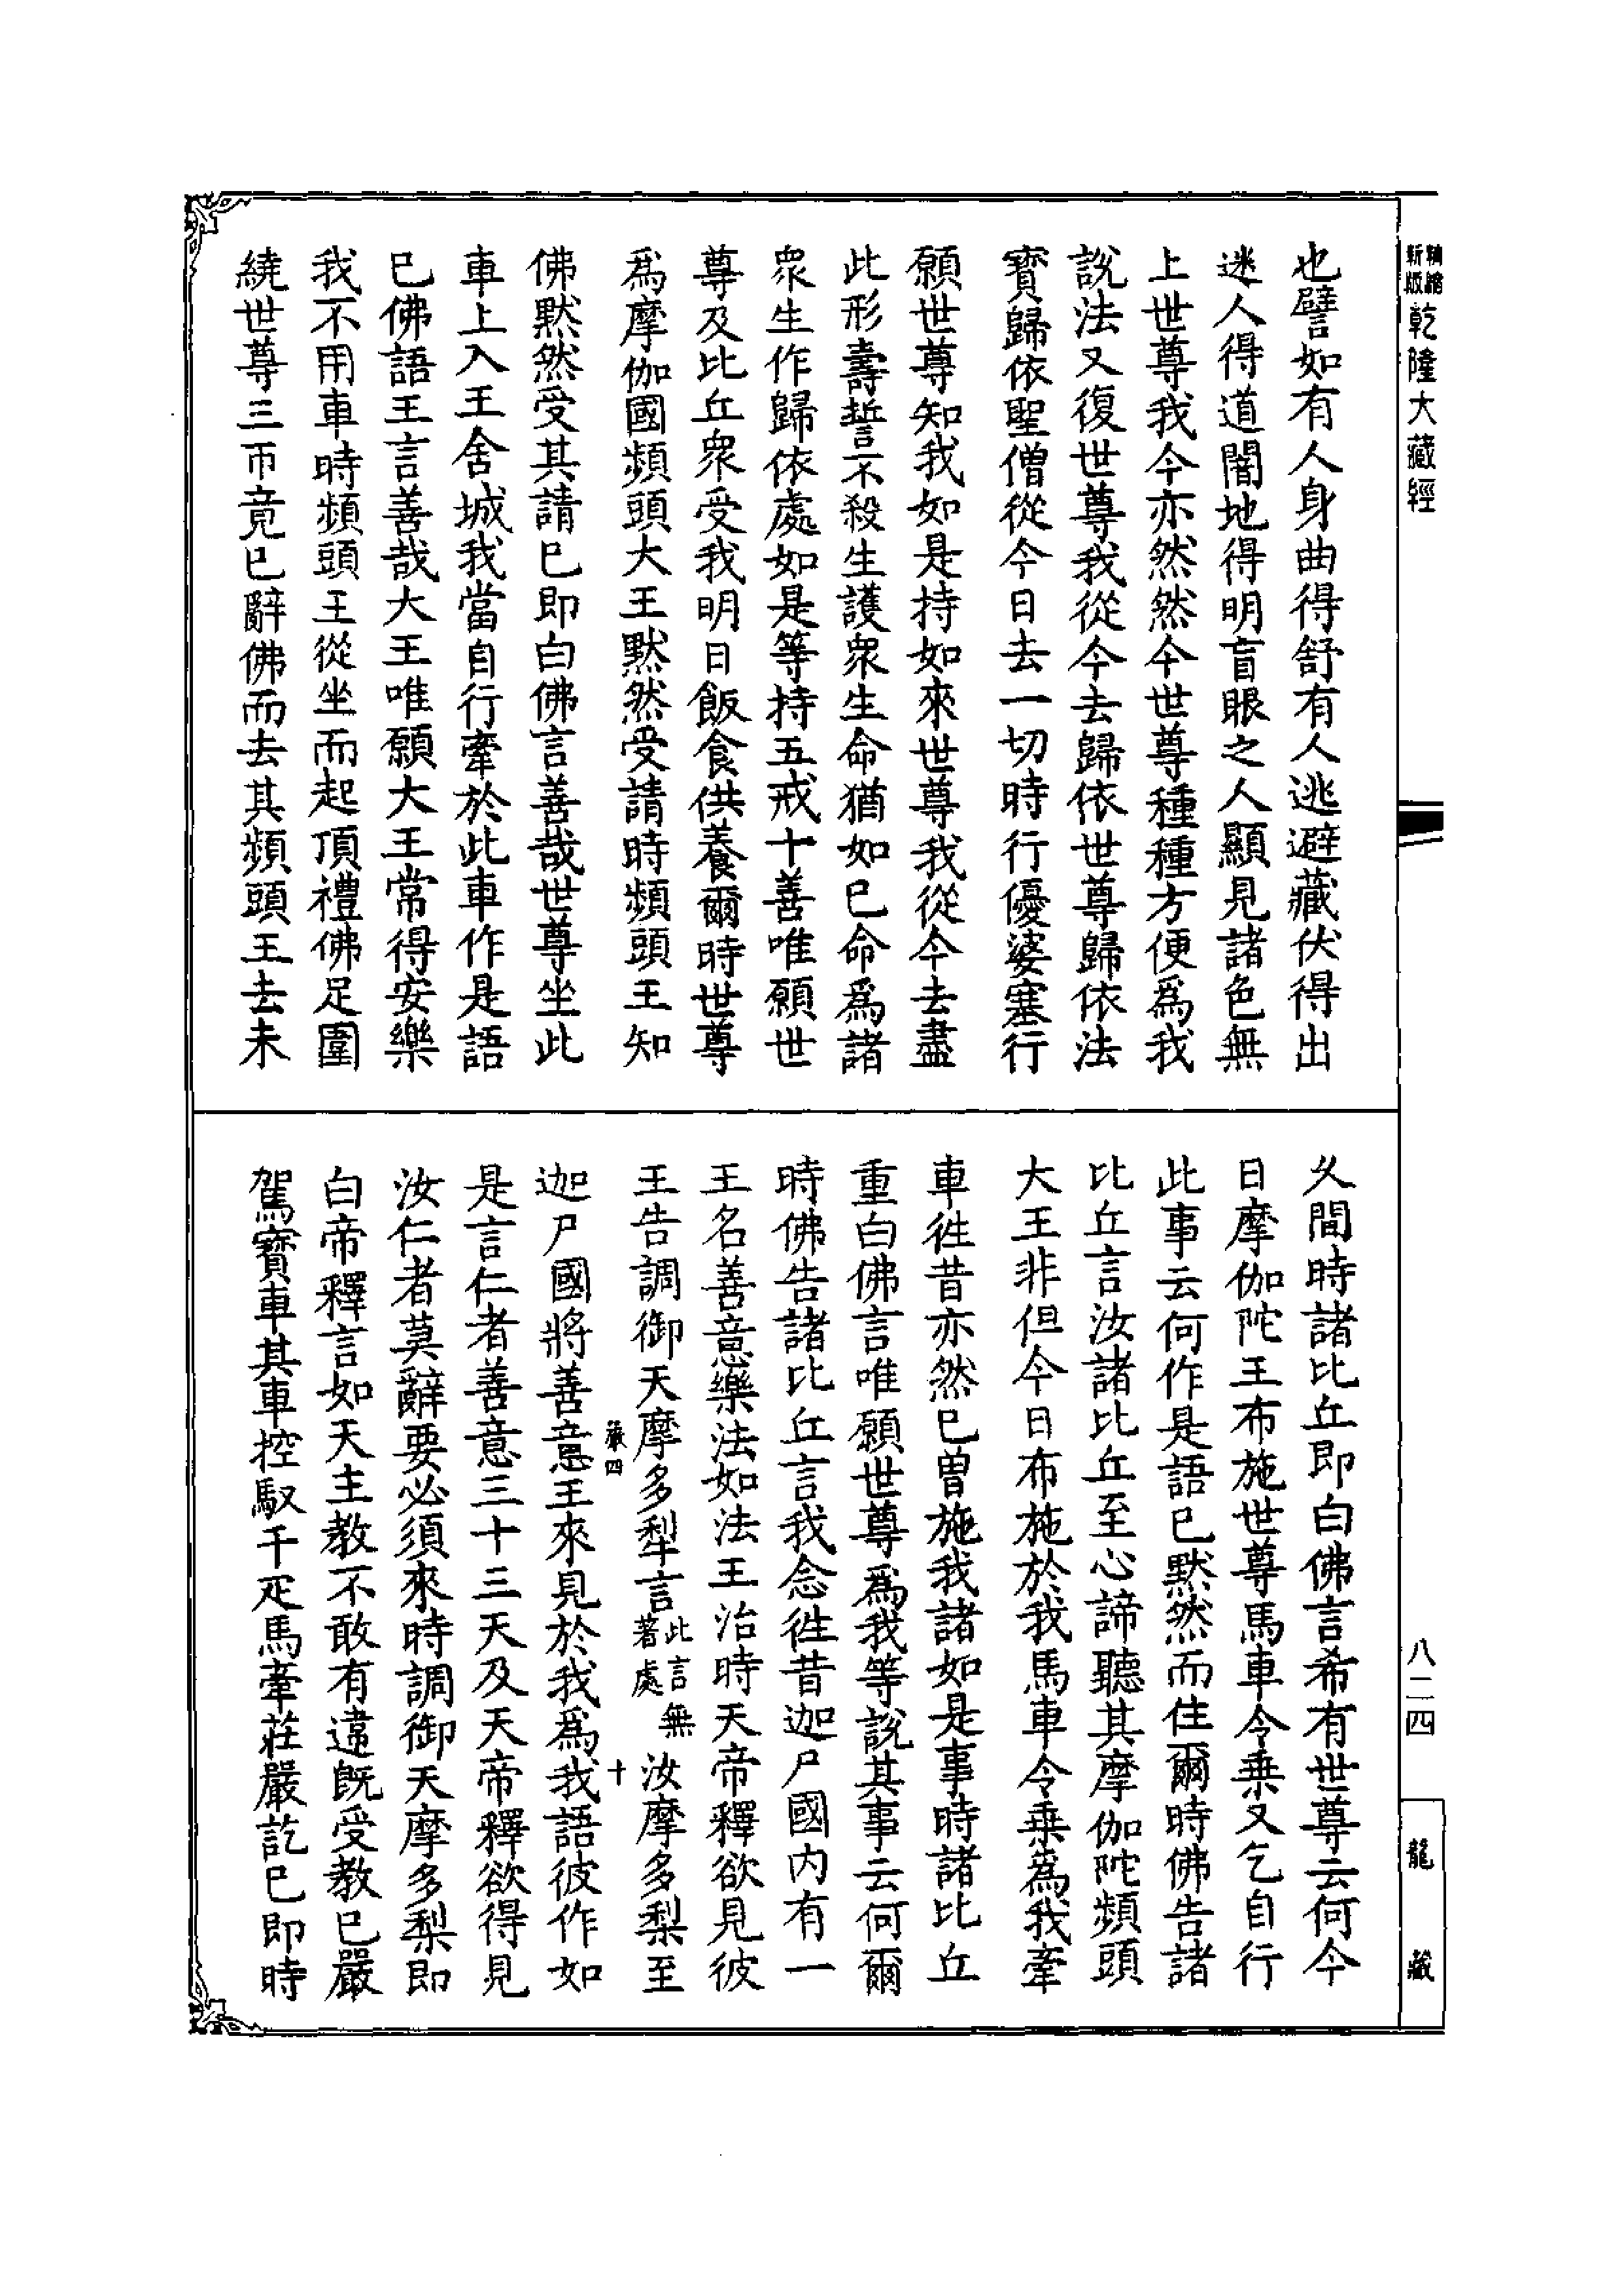 精縮新版乾隆大藏經
也譬如有人身曲得舒有人逃避藏伏得出
迷人得道闇地得明盲眼之人顯見諸色無
上世尊我今亦然然今世尊種種方便爲我
說法又復世尊我從今去歸依世尊歸依法
寶歸依聖僧從今日去一切時行優婆塞行
願世尊知我如是持如來世尊我從今去盡
此形壽誓不殺生護衆生命猶如已命爲諸
衆生作歸依處如是等持五戒十善唯願世
尊及比丘衆受我明日飯食供養爾時世尊
爲摩伽國頻頭大王默然受請時頻頭王知
佛默然受其請已即白佛言善哉世尊坐此
車上入王舍城我當自行牽於此車作是語
已佛語王言善哉大王唯願大王常得安樂
我不用車時頻頭王從坐而起頂禮佛足圍
繞世尊三帀竟已辭佛而去其頻頭王去未
久間時諸比丘即白佛言希有世尊云何今
日摩伽陀王布施世尊馬車令乘又乞自行
此事云何作是語已默然而住爾時佛告諸
比丘言汝諸比丘至心諦聽其摩伽陀頻頭
大王非但今日布施於我馬車令乘爲我牽
車徃昔亦然已曾施我諸如是事時諸比丘
重白佛言唯願世尊爲我等說其事云何爾
時佛告諸比丘言我念徃昔迦尸國内有一
王名善意樂法如法王治時天帝釋欲見彼
王告調御天摩多犁言此言無著處汝摩多梨至
嚴四 十
迦尸國將善意王來見於我爲我語彼作如
是言仁者善意三十三天及天帝釋欲得見
汝仁者莫辭要必須來時調御天摩多梨即
白帝釋言如天主教不敢有違旣受教已嚴
駕寶車其車控馭千疋馬牽莊嚴訖已即時
八二四
龍藏